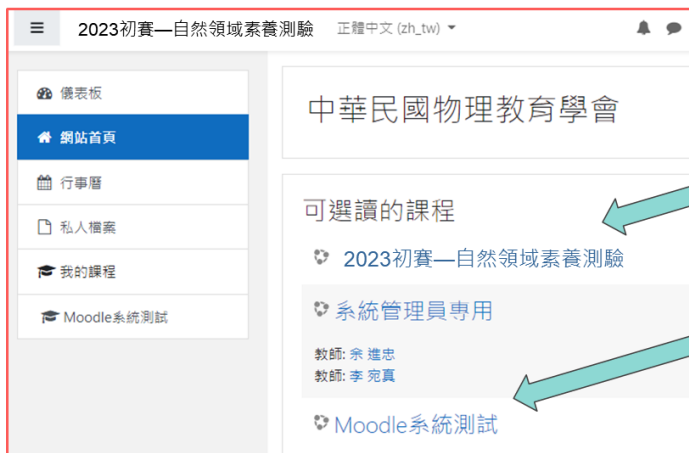 2023初賽—自然領域素養測驗 正體中文 (zh_tw)
儀表板
網站首頁
行事曆
私人檔案
我的課程
Moodle系統測試
中華民國物理教育學會
可選讀的課程
2023初賽—自然領域素養測驗
系統管理員専用
教師: 余 進忠
教師: 李 宛真
Moodle系統測試